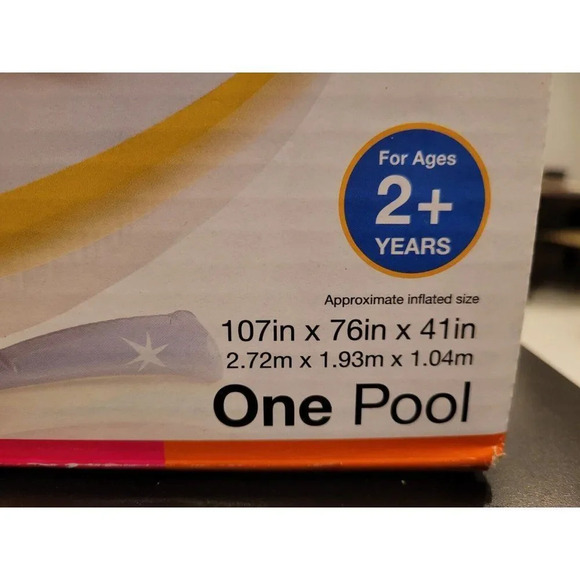 For Ages
2+
YEARS
Approximate inflated size
107in x 76in x 41in
2.72m x 1.93m x 1.04m
One Pool